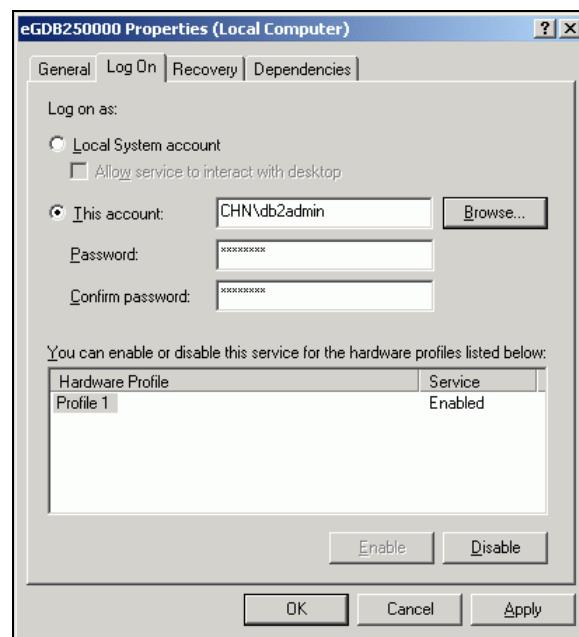 eGDB250000 Properties (Local Computer)
General Log On Recovery Dependencies
Log on as:
Local System account
Allow service to interact with desktop
This account: CHN\db2admin Browse...
Password: xxxxxxxx
Confirm password: xxxxxxxx
You can enable or disable this service for the hardware profiles listed below:
Hardware Profile Service
Profile 1 Enabled
Enable Disable
OK Cancel Apply